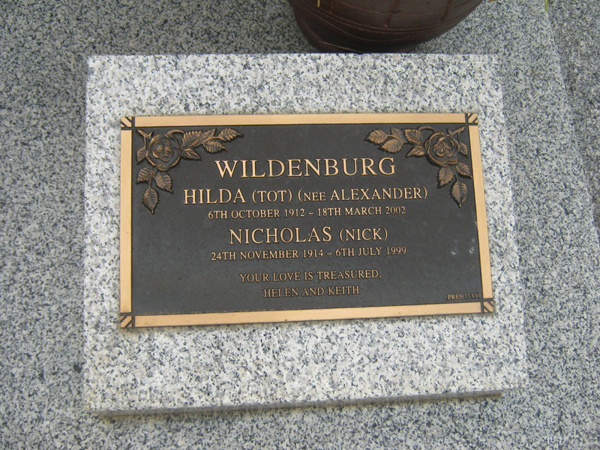 WILDENBURG
HILDA (TOT) (NEE ALEXANDER)
6TH OCTOBER 1912 – 18TH MARCH 2002
NICHOLAS (NICK)
24TH NOVEMBER 1914 – 6TH JULY 1999
YOUR LOVE IS TREASURED,
HELEN AND KEITH